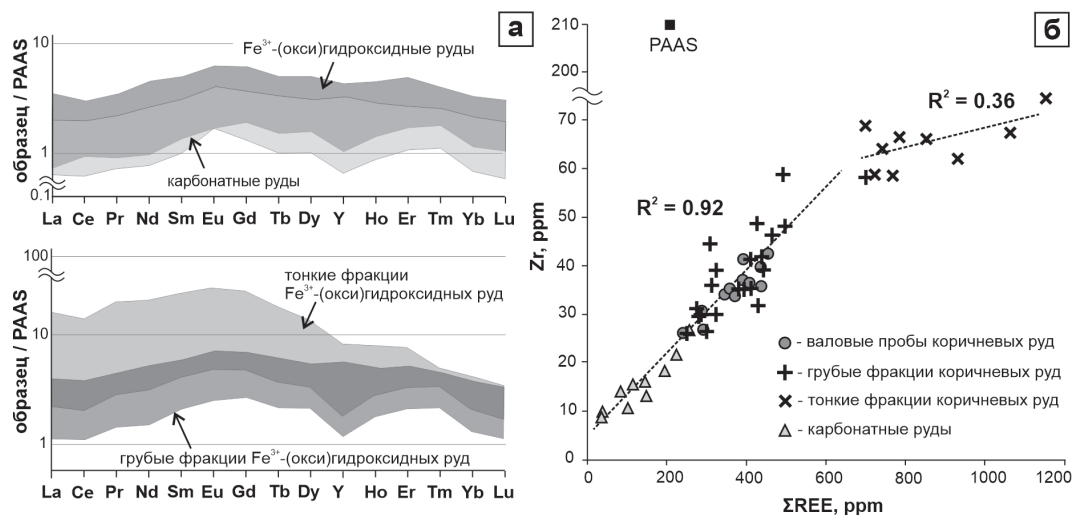 а
образец / PAAS
10
1
0.1
Fe³⁺-(окси)гидроксидные руды
карбонатные руды
La Ce Pr Nd Sm Eu Gd Tb Dy Y Ho Er Tm Yb Lu
образец / PAAS
100
10
1
тонкие фракции
Fe³⁺-(окси)гидроксидных руд
грубые фракции Fe³⁺-(окси)гидроксидных руд
La Ce Pr Nd Sm Eu Gd Tb Dy Y Ho Er Tm Yb Lu
б
Zr, ppm
210
200
70
60
50
40
30
20
10
0
PAAS
R² = 0.36
R² = 0.92
- валовые пробы коричневых руд
- грубые фракции коричневых руд
- тонкие фракции коричневых руд
- карбонатные руды
0 200 400 600 800 1000 1200
ΣREE, ppm